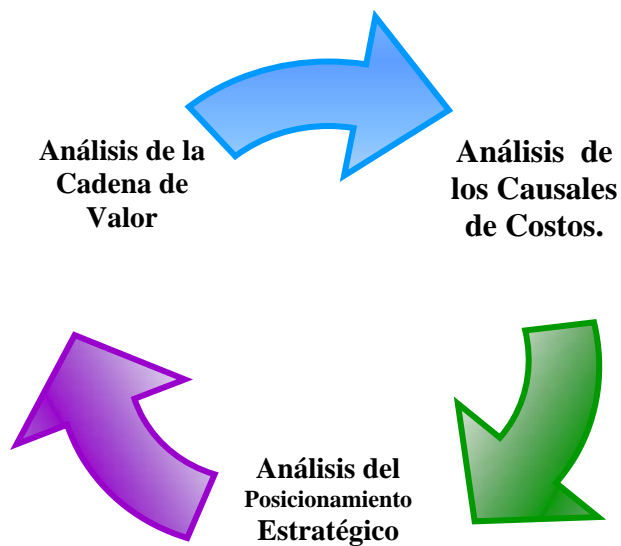 Análisis de la
Cadena de
Valor
Análisis de
los Causales
de Costos.
Análisis del
Posicionamiento
Estratégico